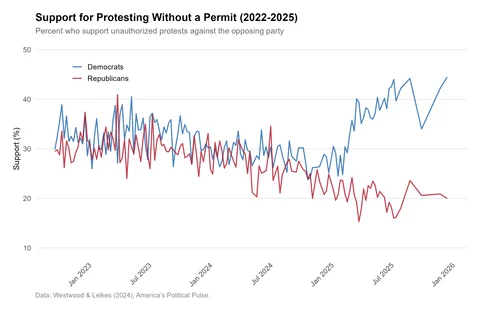 Support for Protesting Without a Permit (2022-2025)
Percent who support unauthorized protests against the opposing party
50
Democrats
Republicans
40
30
20
10
Support (%)
Jan 2023
Jul 2023
Jan 2024
Jul 2024
Jan 2025
Jul 2025
Jan 2026
Data: Westwood & Lelkes (2024), America's Political Pulse.